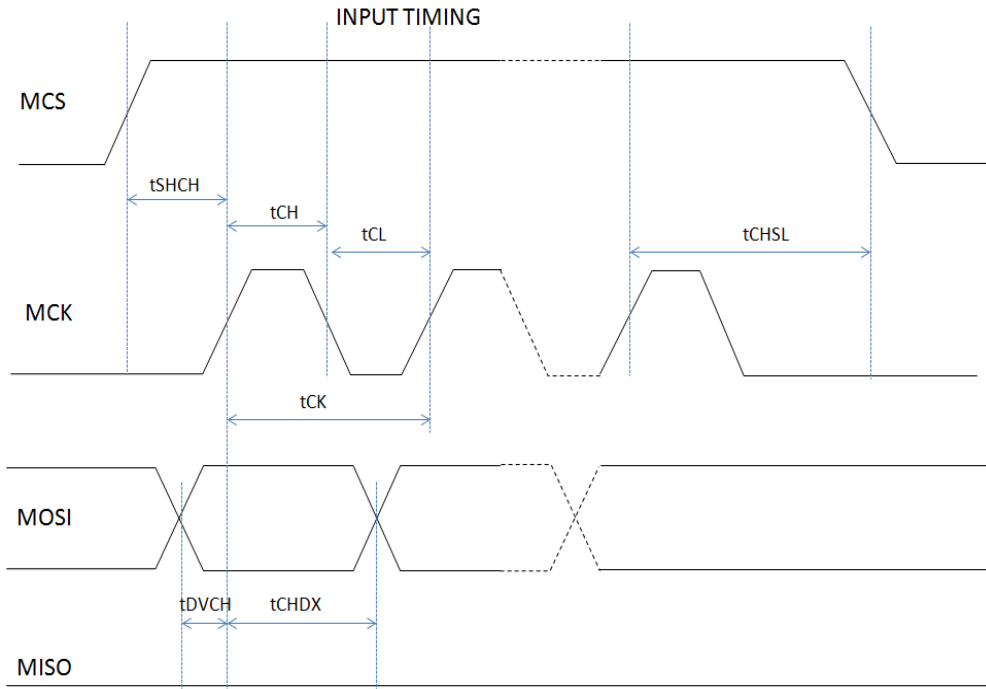 INPUT TIMING
MCS
tSHCH
tCH
tCL
tCHSL
MCK
tCK
MOSI
tDVCH
tCHDX
MISO